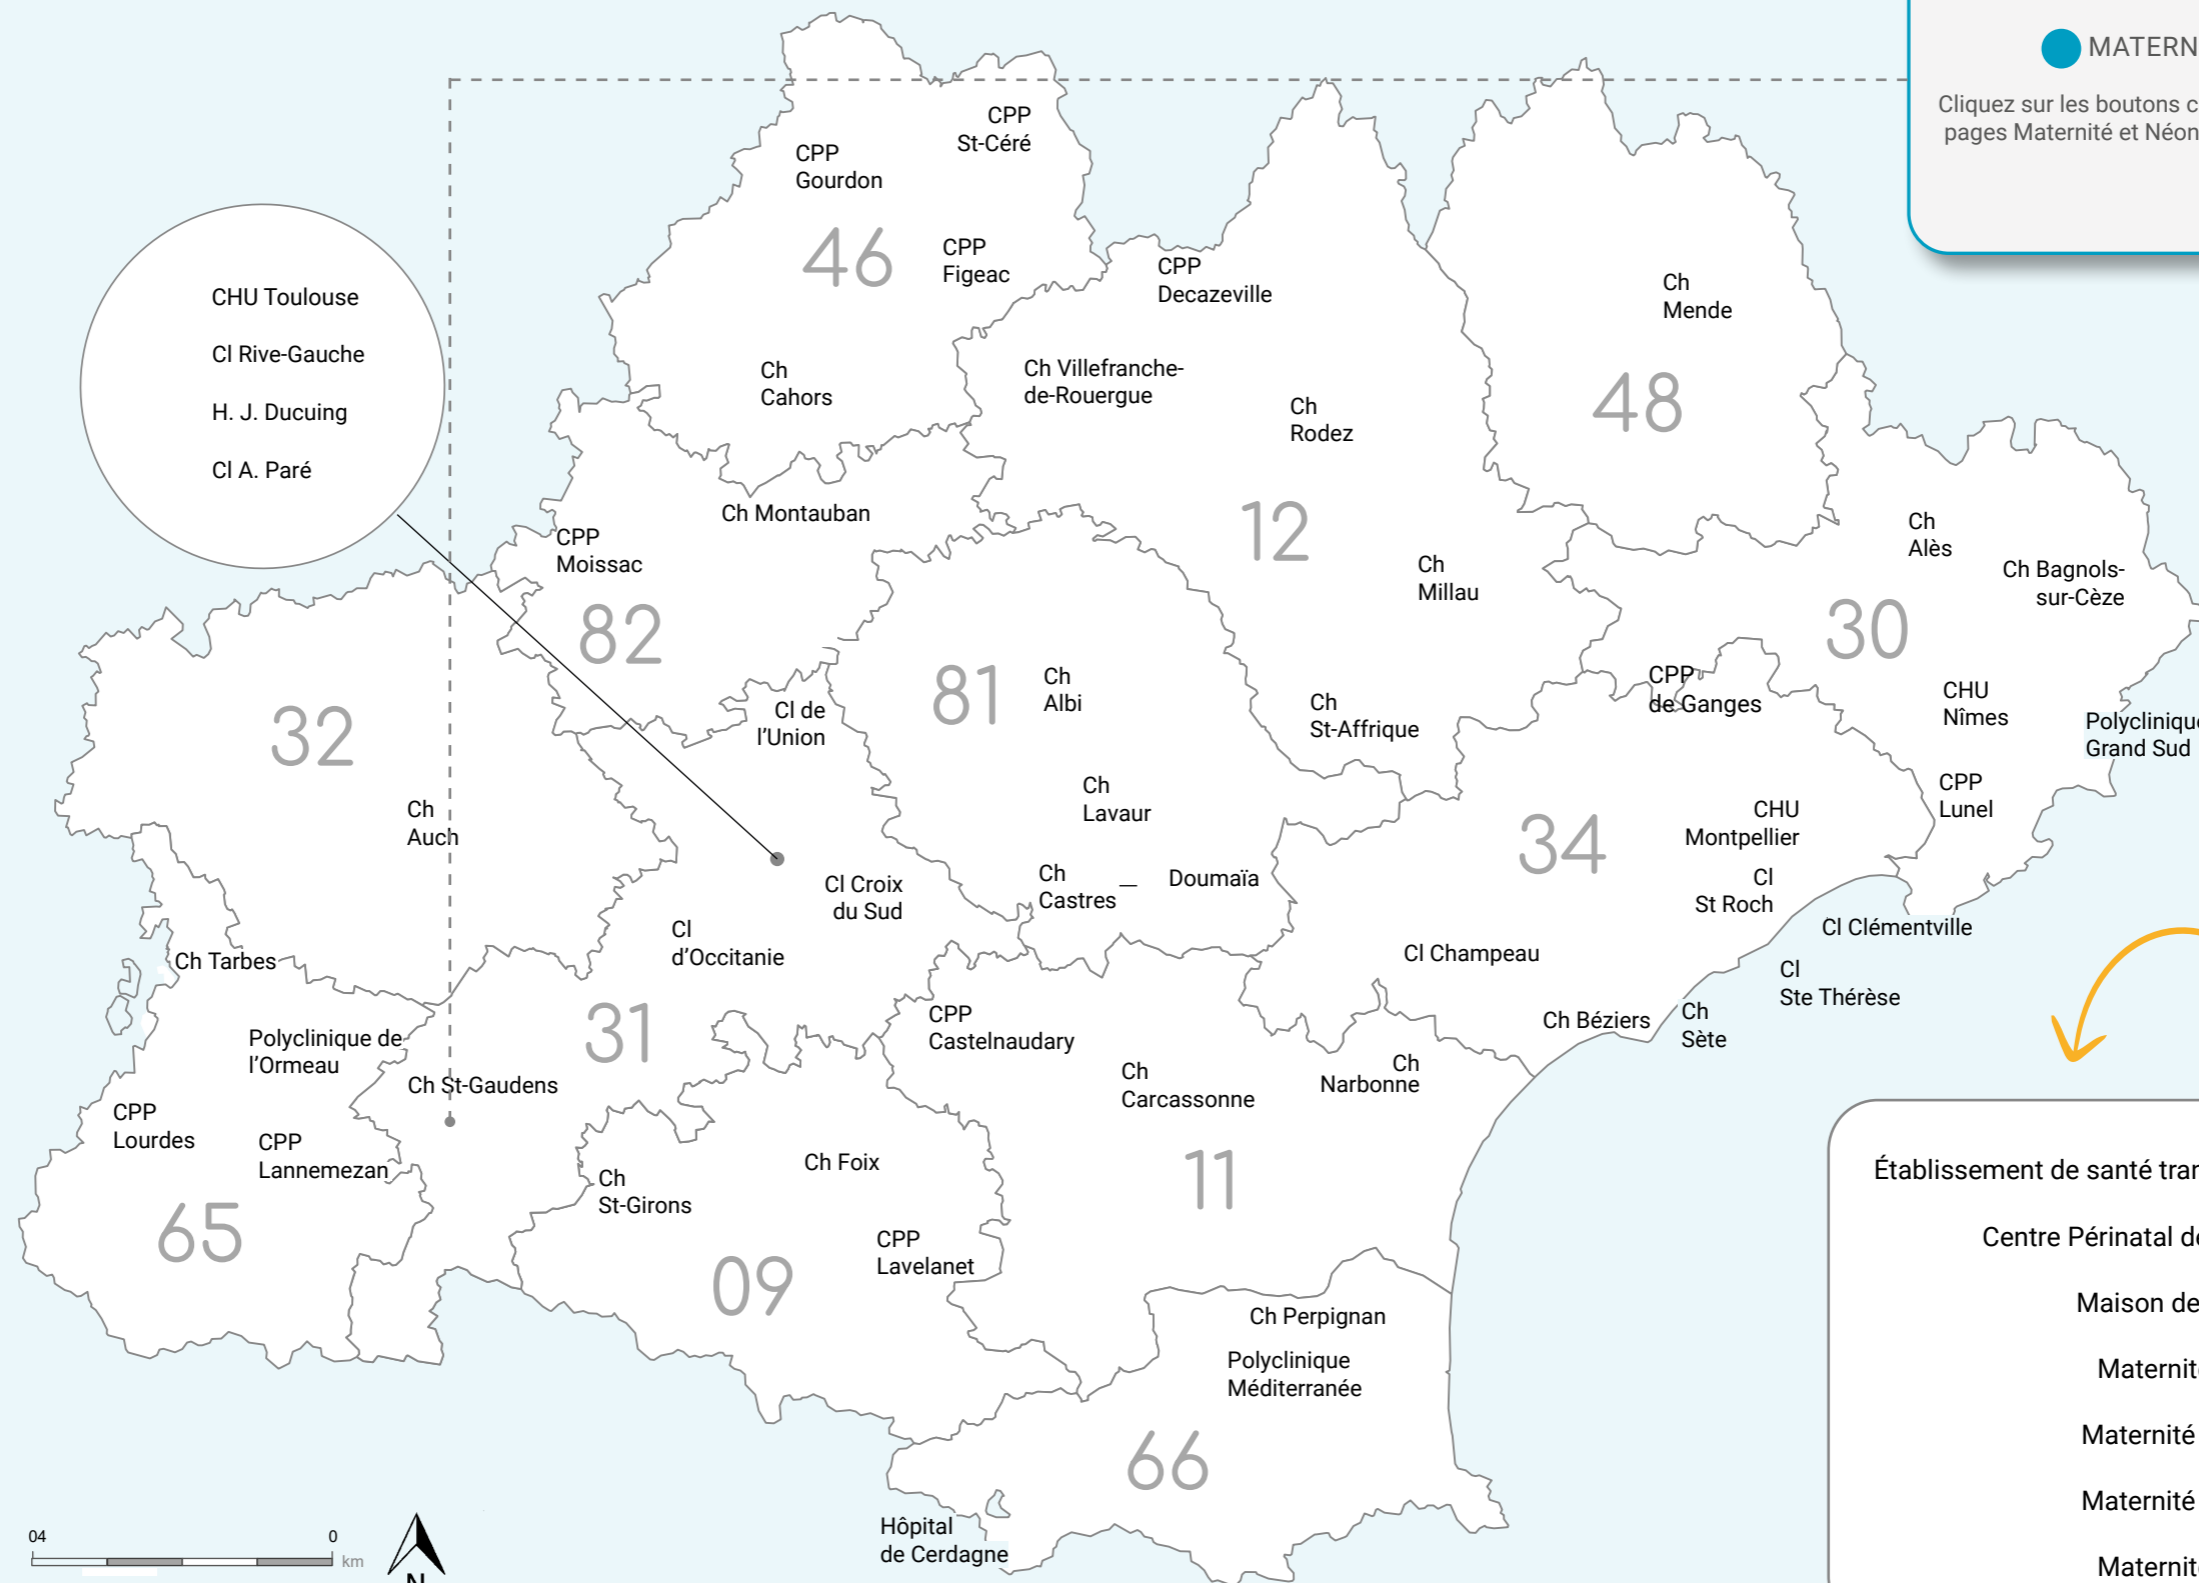 MATERN
Cliquez sur les boutons c
pages Maternité et Néon
CPP
St-Céré
CPP
Gourdon
46
CPP
Figeac
CPP
Decazeville
Ch
Mende
CHU Toulouse
Cl Rive-Gauche
H. J. Ducuing
Cl A. Paré
Ch
Cahors
Ch Villefranche-
de-Rouergue
Ch
Rodez
48
Ch Montauban
CPP
Moissac
82
12
Ch
Millau
Ch
Alès
Ch Bagnols-
sur-Cèze
30
32
Ch
Auch
Cl de
l'Union
81
Ch
Albi
Ch
St-Affrique
CPP
de Ganges
CHU
Nîmes
Polyclinique
Grand Sud
CPP
Lunel
Ch
Lavaur
34
CHU
Montpellier
Cl
St Roch
Cl Croix
du Sud
Ch
Castres
Doumaïa
Cl
d'Occitanie
Cl Champeau
Cl Clémentville
Cl
Ste Thérèse
Ch Tarbes
31
CPP
Castelnaudary
Ch Béziers
Ch
Sète
Polyclinique de
l'Ormeau
Ch St-Gaudens
Ch
Carcassonne
Ch
Narbonne
CPP
Lourdes
CPP
Lannemezan
Ch
St-Girons
Ch Foix
11
65
09
CPP
Lavelanet
Ch Perpignan
Polyclinique
Méditerranée
66
Hôpital
de Cerdagne
Établissement de santé tran
Centre Périnatal de
Maison de
Maternit
Maternité
Maternité
Maternit
04 0
km
N